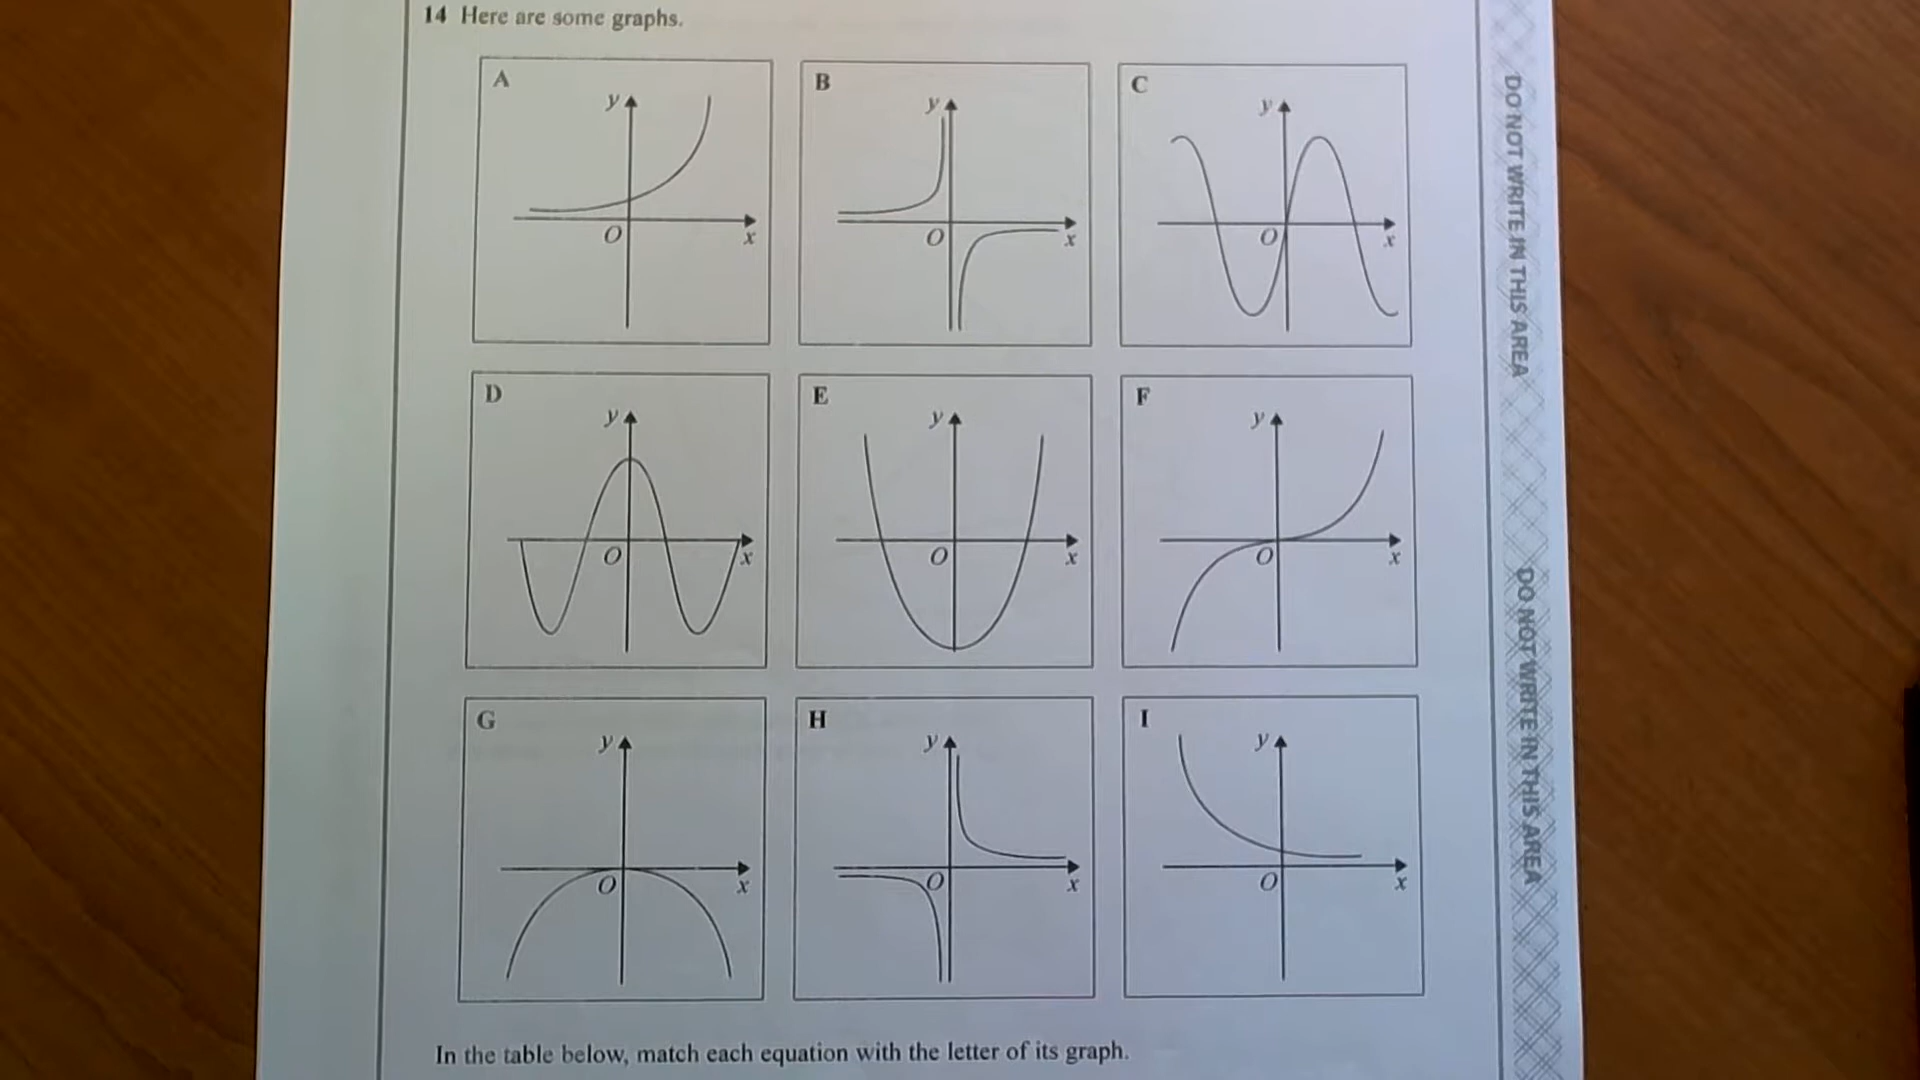 14 Here are some graphs.
A
y
O
x
B
y
O
x
C
y
O
x
D
y
O
x
E
y
O
x
F
y
O
x
G
y
O
x
H
y
O
x
I
y
O
x
In the table below, match each equation with the letter of its graph.
DO NOT WRITE IN THIS AREA
DO NOT WRITE IN THIS AREA